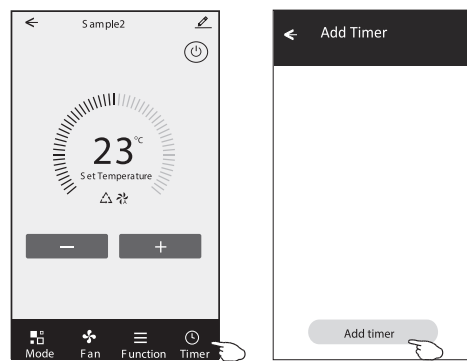 Sample2
23°C
Set Temperature
Mode Fan Function Timer
Add Timer
Add timer